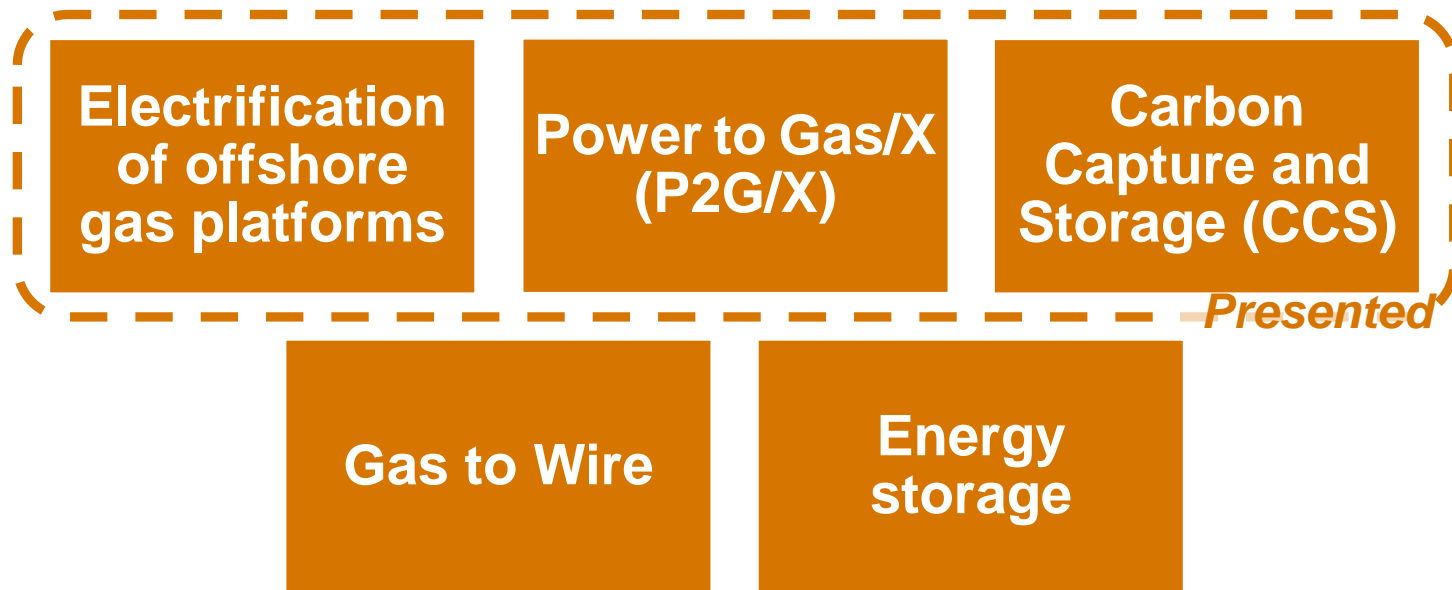 Electrification
of offshore
gas platforms
Power to Gas/X
(P2G/X)
Carbon
Capture and
Storage (CCS)
Presented
Gas to Wire
Energy
storage